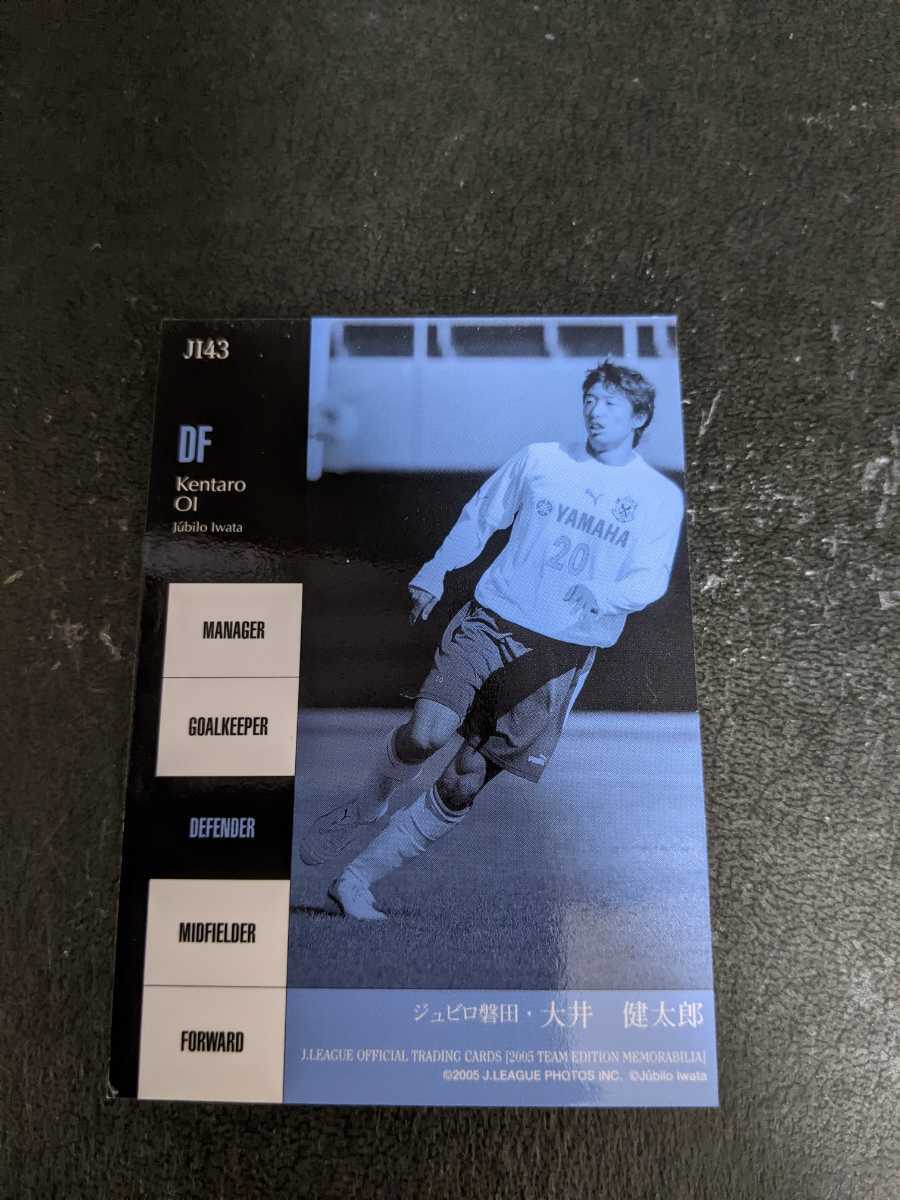 JI43
DF
Kentaro
OI
Júbilo Iwata
MANAGER
GOALKEEPER
DEFENDER
MIDFIELDER
FORWARD
YAMAHA
20
ジュビロ磐田・大井 健太郎
J.LEAGUE OFFICIAL TRADING CARDS [2005 TEAM EDITION MEMORABILIA]
©2005 J.LEAGUE PHOTOS INC. ©Júbilo Iwata